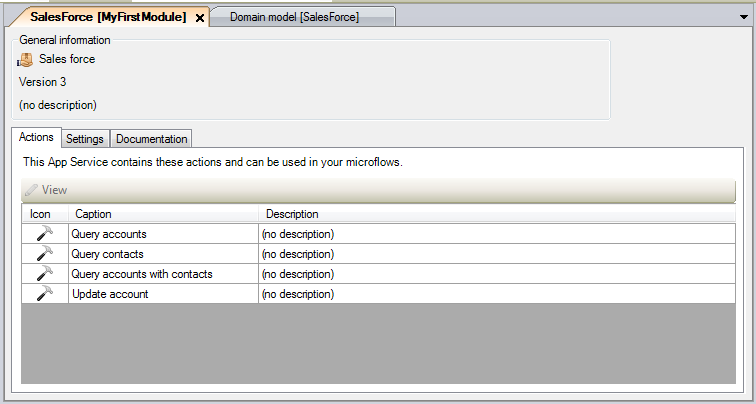 SalesForce [MyFirstModule]
Domain model [SalesForce]
General information
Sales force
Version 3
(no description)
Actions Settings Documentation
This App Service contains these actions and can be used in your microflows.
View
Icon Caption Description
Query accounts (no description)
Query contacts (no description)
Query accounts with contacts (no description)
Update account (no description)